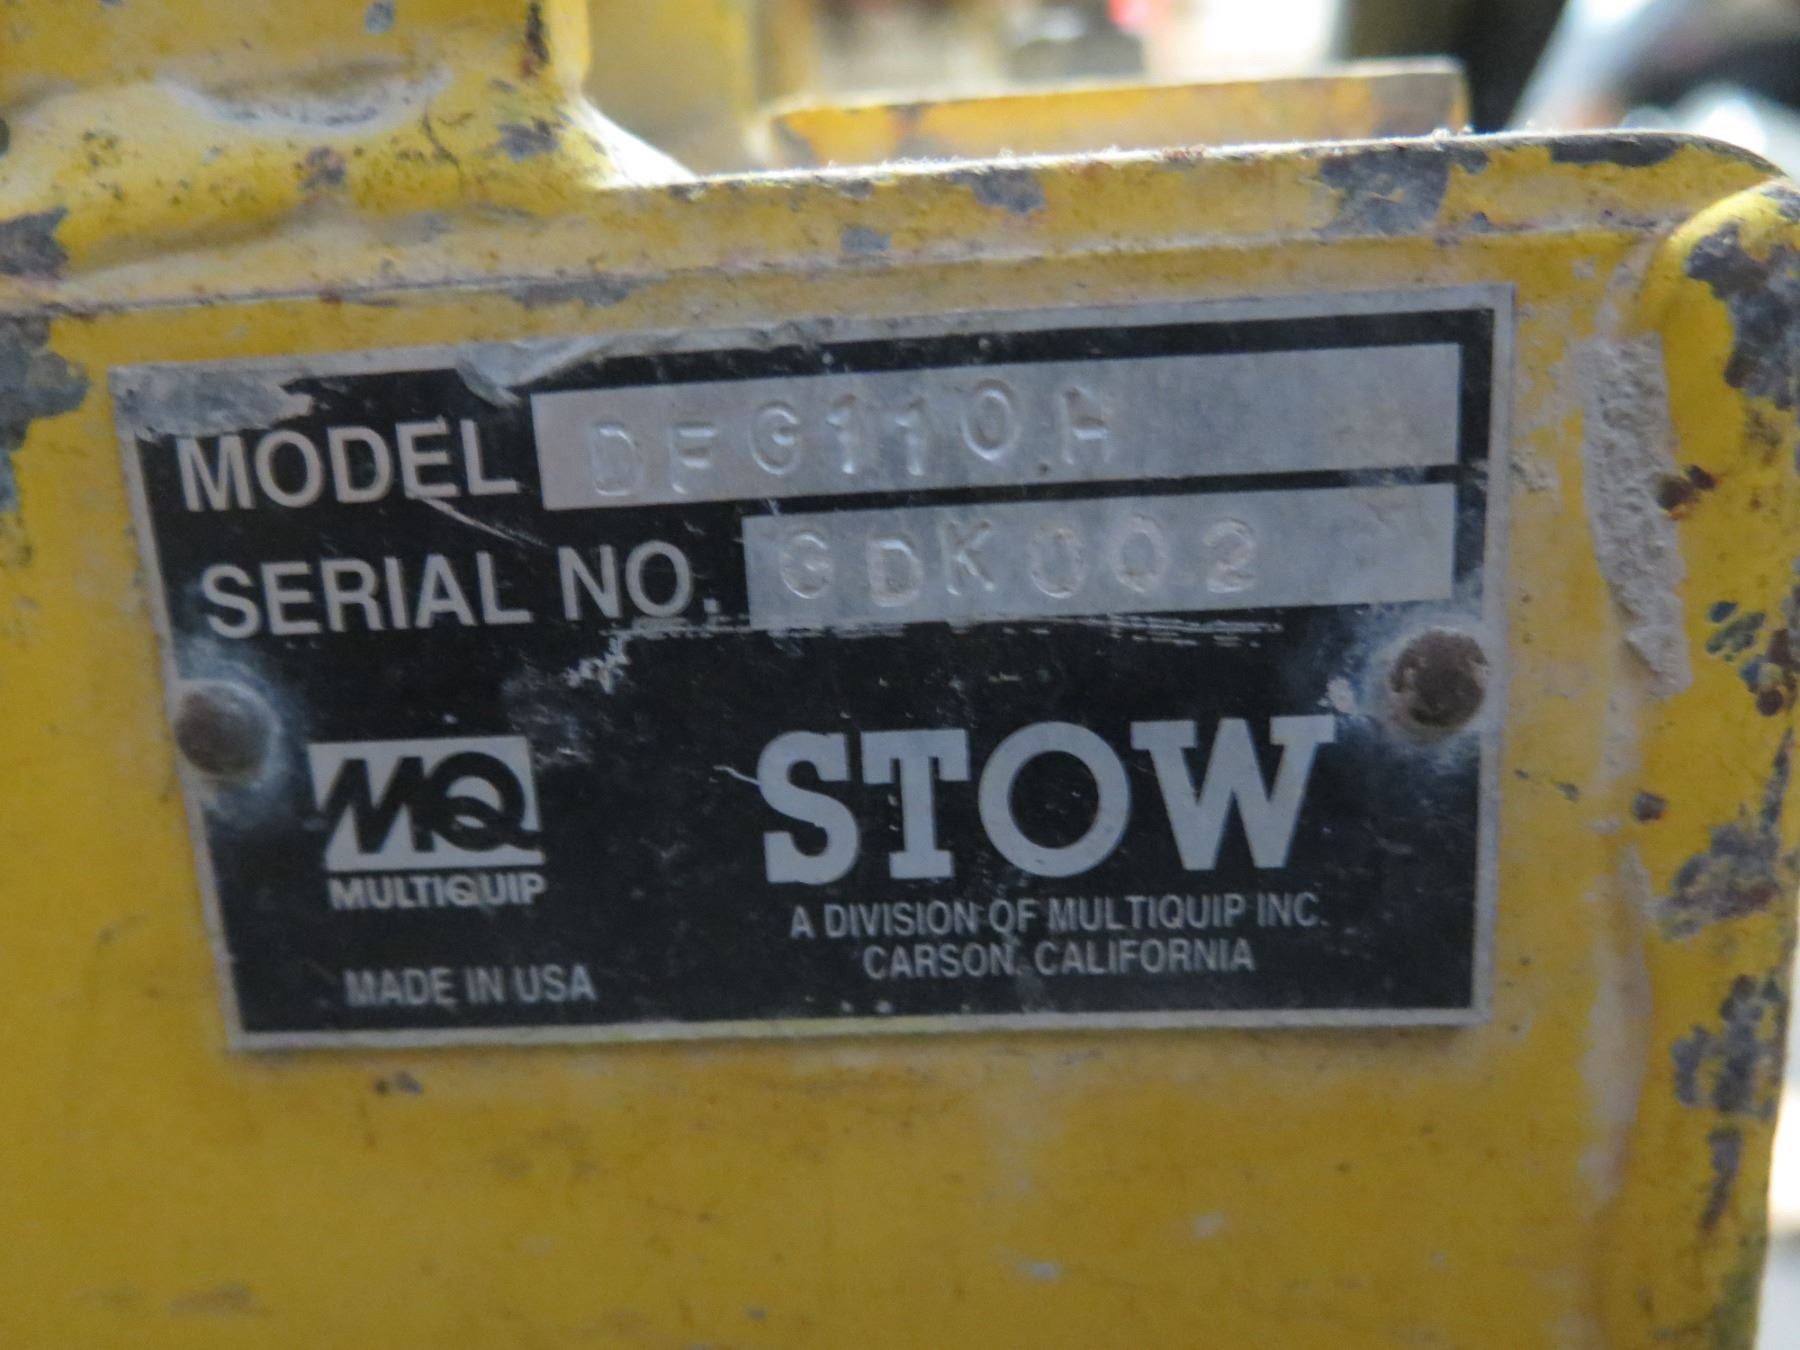 MODEL DFG110H
SERIAL NO. GDK002
MQ
MULTIQUIP
STOW
A DIVISION OF MULTIQUIP INC.
CARSON, CALIFORNIA
MADE IN USA